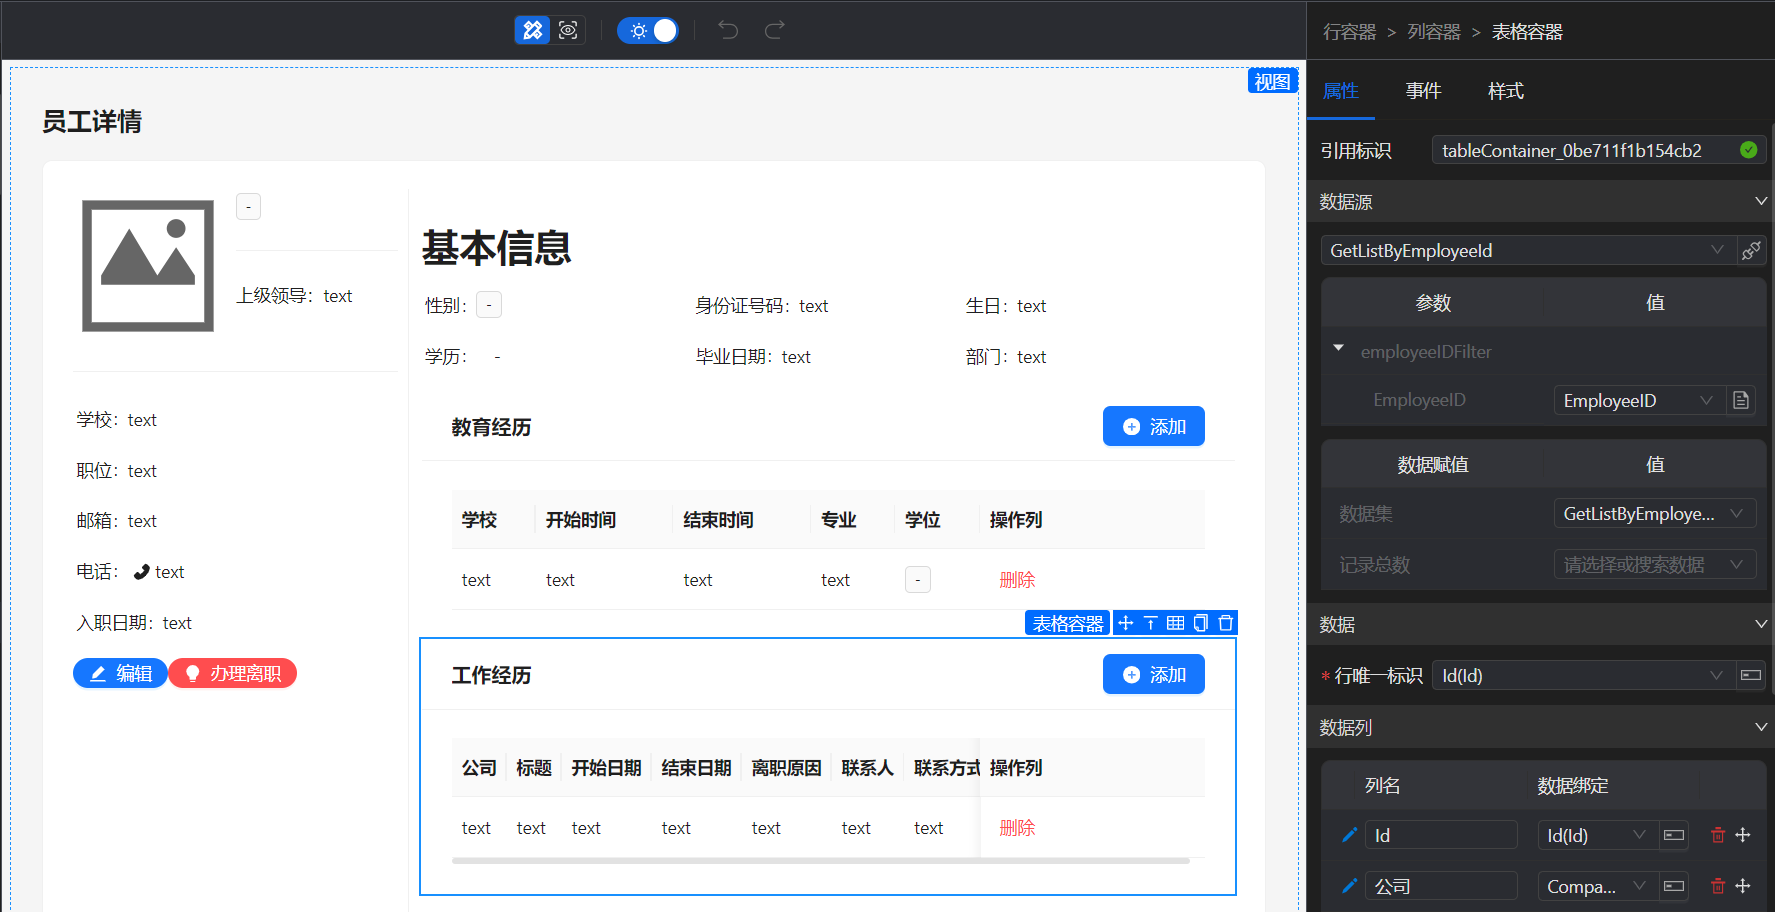 行容器 > 列容器 > 表格容器
视图
员工详情
-
上级领导：text
学校：text
职位：text
邮箱：text
电话： text
入职日期：text
编辑
办理离职
基本信息
性别： -
身份证号码：text
生日：text
学历： -
毕业日期：text
部门：text
教育经历
添加
学校 开始时间 结束时间 专业 学位 操作列
text text text text - 删除
表格容器
工作经历
添加
公司 标题 开始日期 结束日期 离职原因 联系人 联系方式 操作列
text text text text text text text 删除
属性 事件 样式
引用标识 tableContainer_0be711f1b154cb2
数据源
GetListByEmployeeId
参数 值
employeeIDFilter
EmployeeID EmployeeID
数据赋值 值
数据集 GetListByEmploye...
记录总数 请选择或搜索数据
数据
* 行唯一标识 Id(Id)
数据列
列名 数据绑定
Id Id(Id)
公司 Compa...